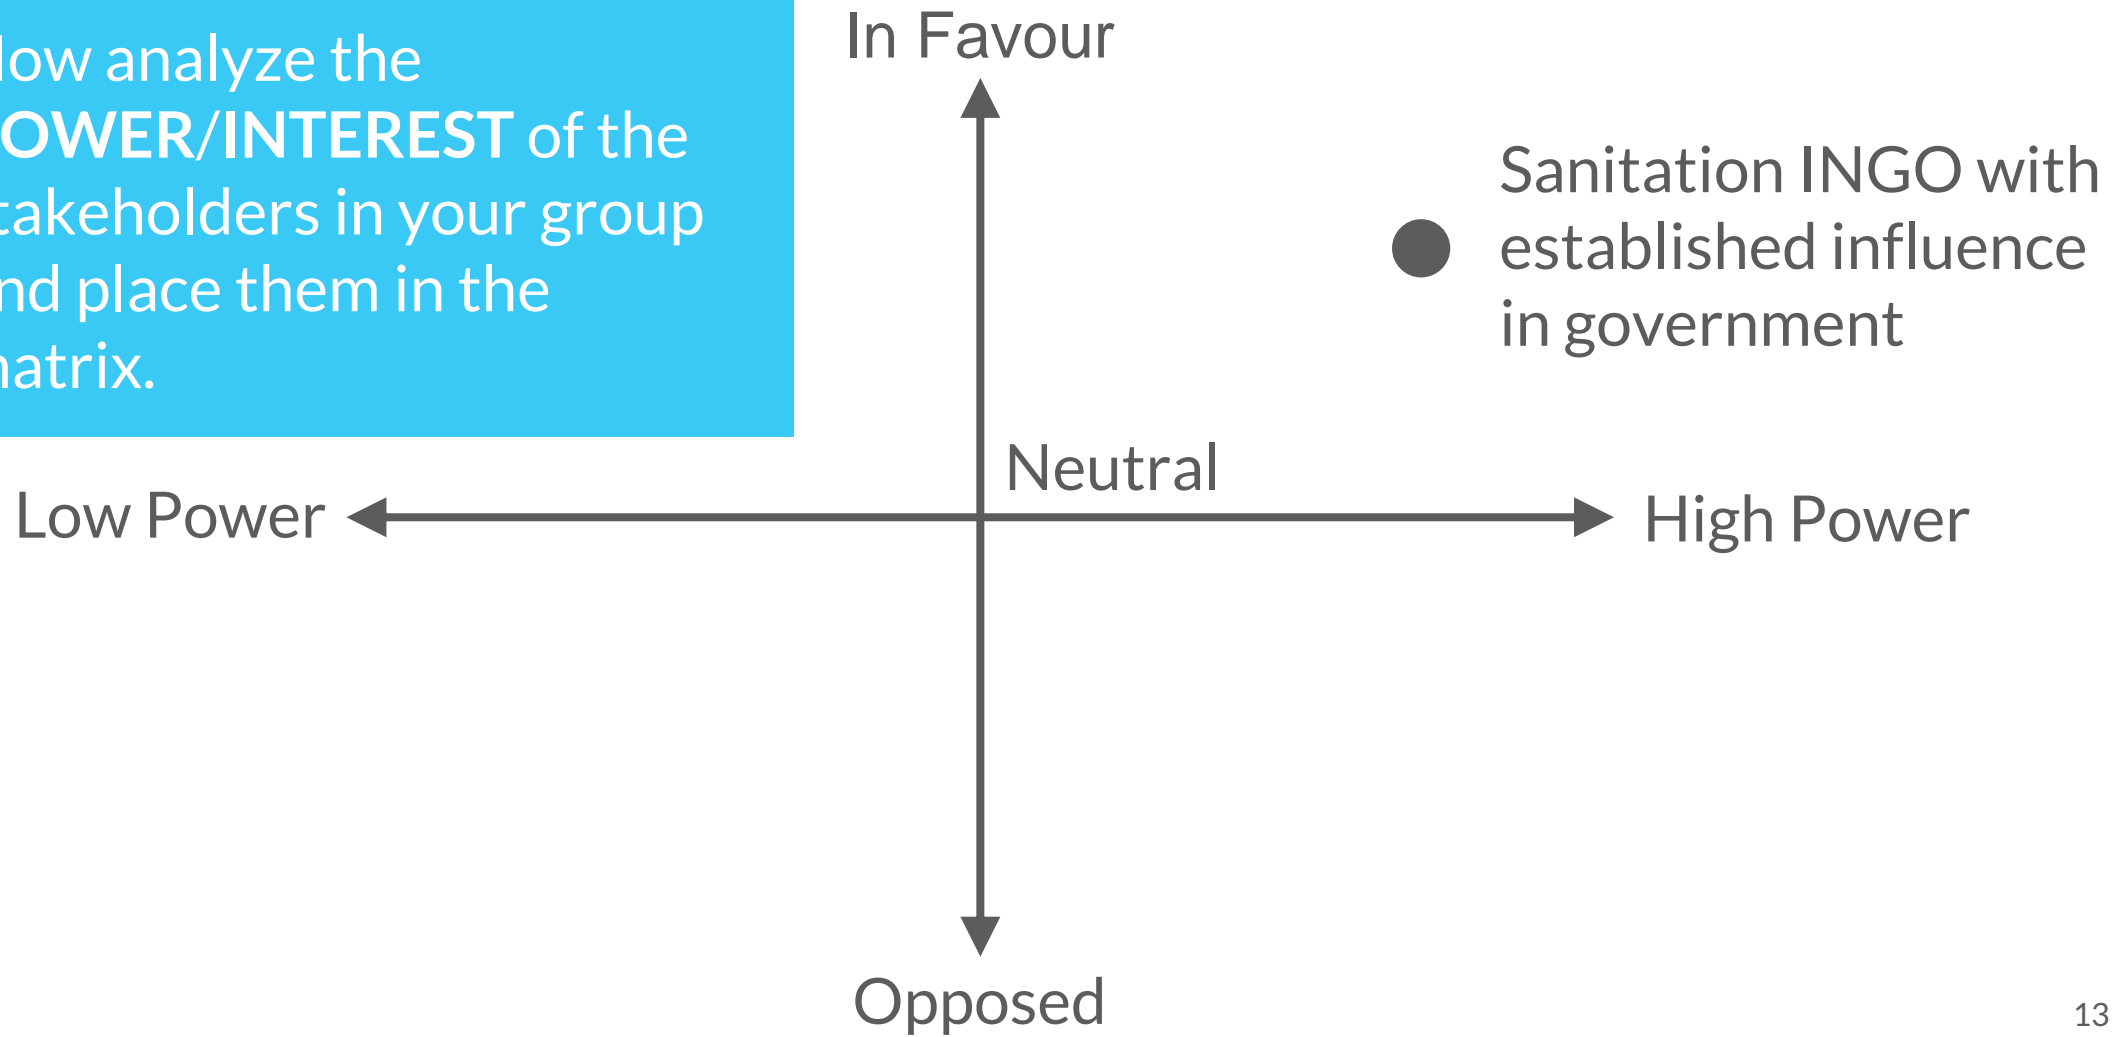 low analyze the
OWER/INTEREST of the
takeholders in your group
nd place them in the
atrix.
In Favour
Sanitation INGO with
established influence
in government
Neutral
Low Power
High Power
Opposed
13